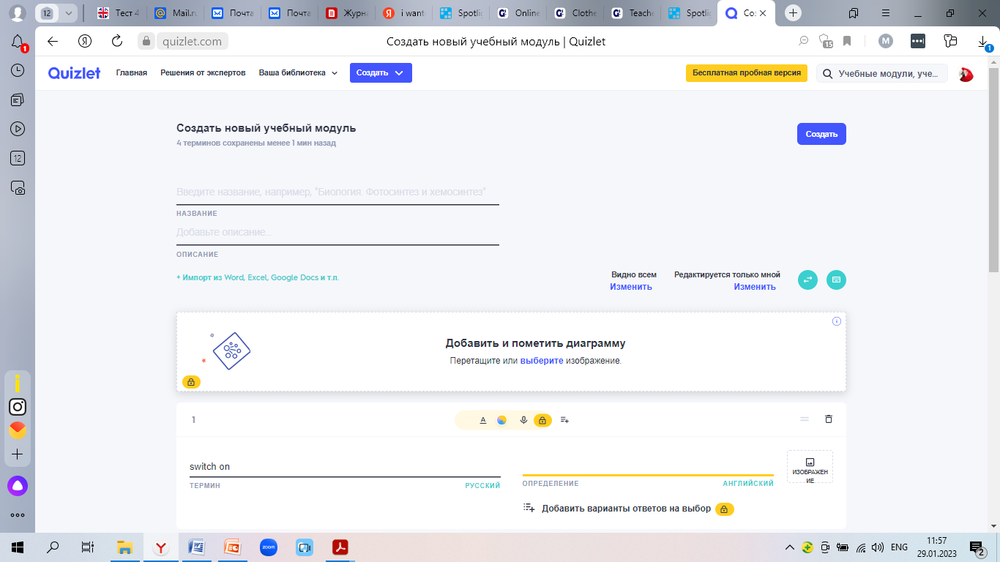 12
Тест 4
Mail.ru
Почта
Почта
Журна
i want
Spotlig
Online
Clothe
Teache
Spotlig
Соз
1
quizlet.com
Создать новый учебный модуль | Quizlet
15
M
1
Quizlet
Главная
Решения от экспертов
Ваша библиотека
Создать
Бесплатная пробная версия
Учебные модули, уче...
12
Создать новый учебный модуль
4 терминов сохранены менее 1 мин назад
Создать
Введите название, например, "Биология. Фотосинтез и хемосинтез"
НАЗВАНИЕ
Добавьте описание...
ОПИСАНИЕ
+ Импорт из Word, Excel, Google Docs и т.п.
Видно всем
Изменить
Редактируется только мной
Изменить
Добавить и пометить диаграмму
Перетащите или выберите изображение.
1
switch on
ТЕРМИН
РУССКИЙ
ОПРЕДЕЛЕНИЕ
АНГЛИЙСКИЙ
ИЗОБРАЖЕН
ИЕ
Добавить варианты ответов на выбор
zoom
ENG
11:57
29.01.2023
2